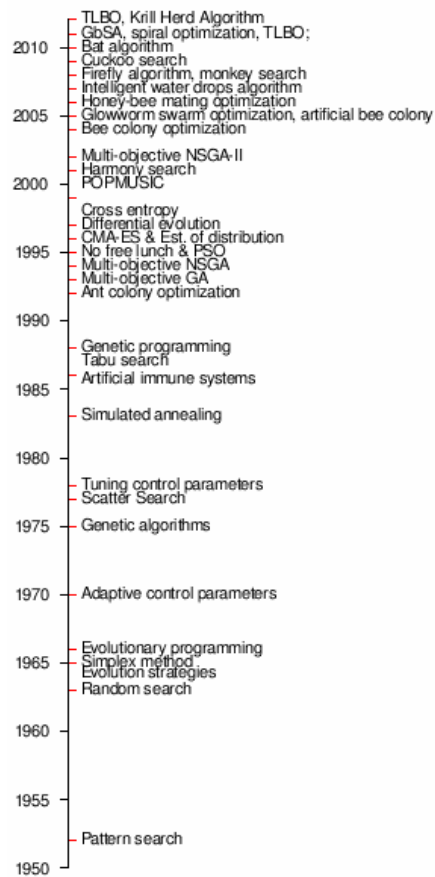 TLBO, Krill Herd Algorithm
GbSA, spiral optimization, TLBO;
2010
Bat algorithm
Cuckoo search
Firefly algorithm, monkey search
Intelligent water drops algorithm
Honey-bee mating optimization
2005
Glowworm swarm optimization, artificial bee colony
Bee colony optimization
Multi-objective NSGA-II
Harmony search
2000
POPMUSIC
Cross entropy
Differential evolution
CMA-ES & Est. of distribution
1995
No free lunch & PSO
Multi-objective NSGA
Multi-objective GA
Ant colony optimization
1990
Genetic programming
Tabu search
Artificial immune systems
1985
Simulated annealing
1980
Tuning control parameters
Scatter Search
1975
Genetic algorithms
1970
Adaptive control parameters
Evolutionary programming
1965
Simplex method
Evolution strategies
Random search
1960
1955
Pattern search
1950